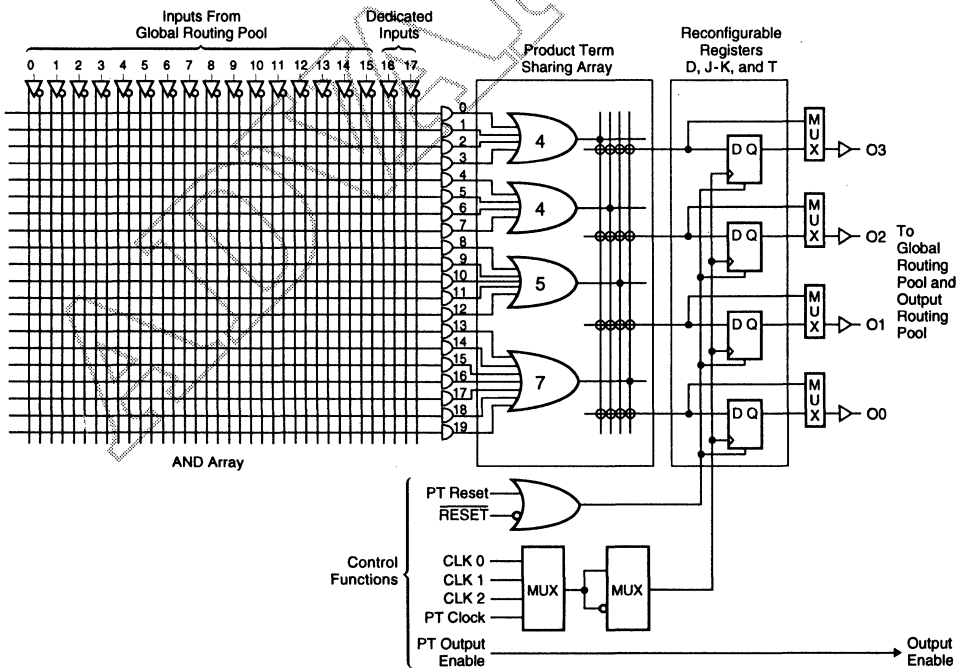 Inputs From
Global Routing Pool
Dedicated
Inputs
0 1 2 3 4 5 6 7 8 9 10 11 12 13 14 15 16 17
Product Term
Sharing Array
Reconfigurable
Registers
D, J-K, and T
0
1
2
3
4
5
6
7
8
9
10
11
12
13
14
15
16
17
18
19
4
4
5
7
AND Array
D Q
MUX
O3
D Q
MUX
O2
D Q
MUX
O1
D Q
MUX
O0
To
Global
Routing
Pool and
Output
Routing
Pool
Control
Functions
PT Reset
RESET
CLK 0
CLK 1
CLK 2
PT Clock
MUX
MUX
PT Output
Enable
Output
Enable